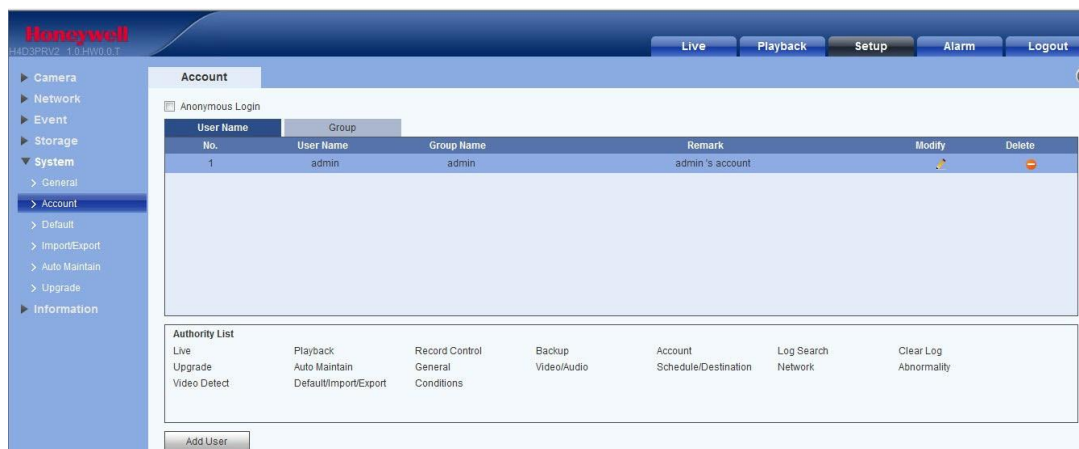 Honeywell
H4D3PRV2 1.0.HW0.0.T
Live Playback Setup Alarm Logout
Camera
Network
Event
Storage
System
General
Account
Default
Import/Export
Auto Maintain
Upgrade
Information
Account
Anonymous Login
User Name Group
No. User Name Group Name Remark Modify Delete
1 admin admin admin 's account
Authority List
Live Playback Record Control Backup Account Log Search Clear Log
Upgrade Auto Maintain General Video/Audio Schedule/Destination Network Abnormality
Video Detect Default/Import/Export Conditions
Add User